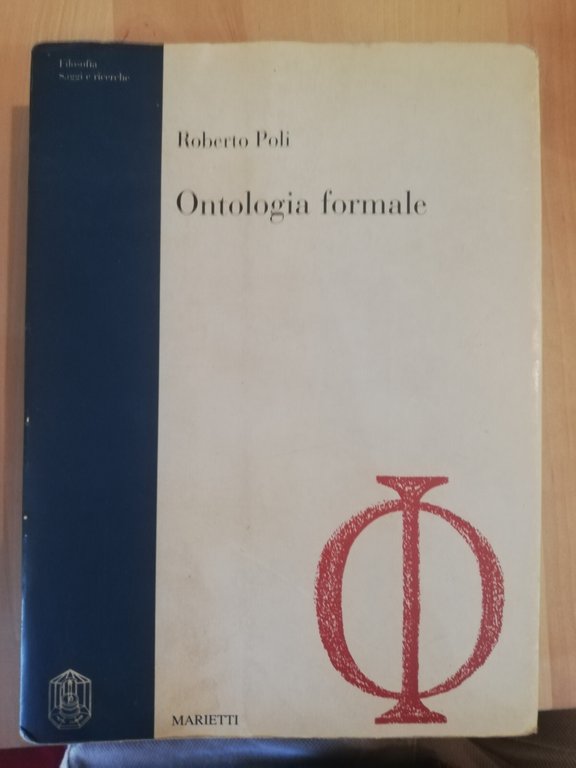 Filosofia
Saggi e ricerche
Roberto Poli
Ontologia formale
Φ
MARIETTI